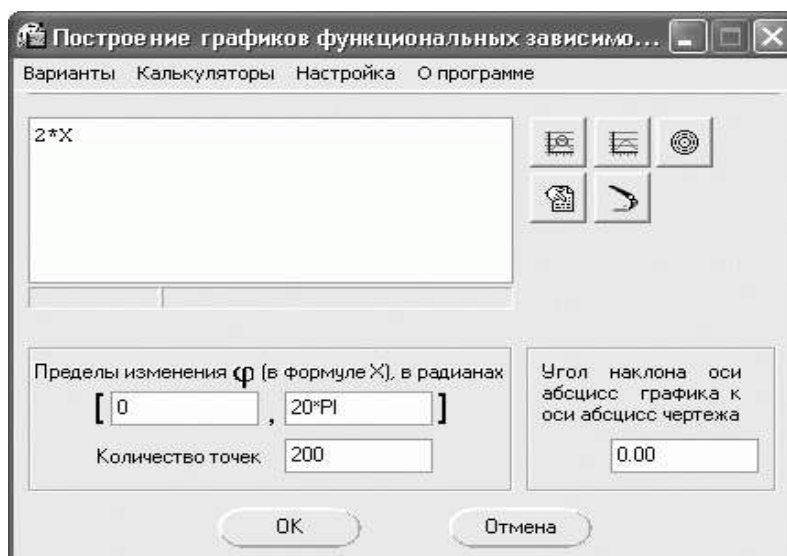 Построение графиков функциональных зависимо...
Варианты Калькуляторы Настройка О программе
2*X
Пределы изменения φ (в формуле X), в радианах
[ 0 , 20*PI ]
Количество точек 200
Угол наклона оси
абсцисс графика к
оси абсцисс чертежа
0.00
OK Отмена